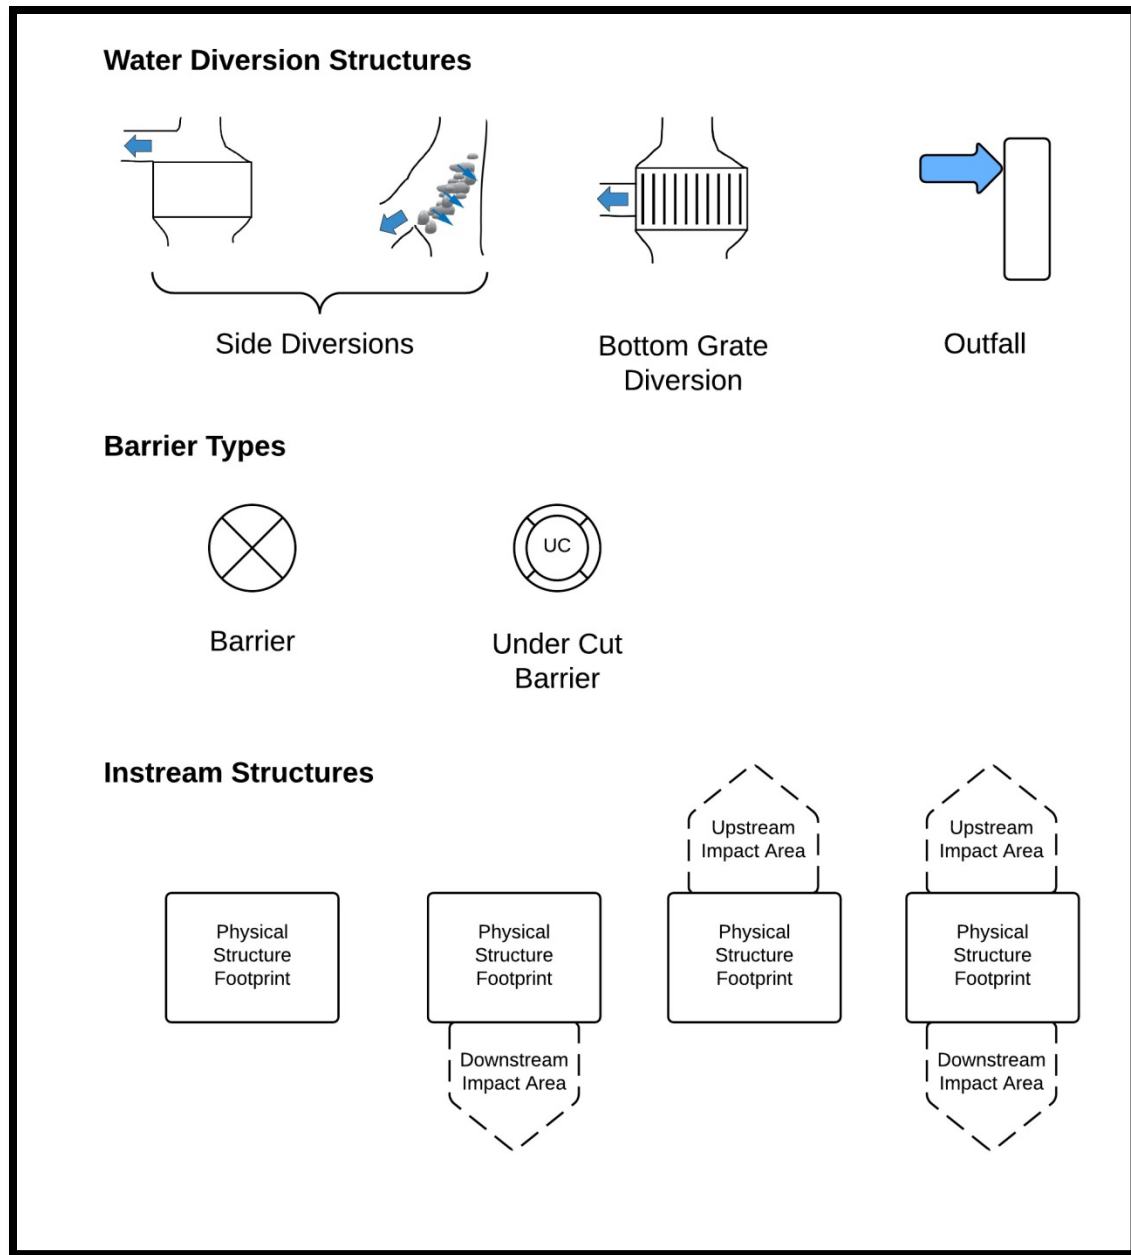 Water Diversion Structures
Side Diversions
Bottom Grate
Diversion
Outfall
Barrier Types
UC
Barrier
Under Cut
Barrier
Instream Structures
Upstream
Impact Area
Upstream
Impact Area
Physical
Structure
Footprint
Physical
Structure
Footprint
Physical
Structure
Footprint
Physical
Structure
Footprint
Downstream
Impact Area
Downstream
Impact Area